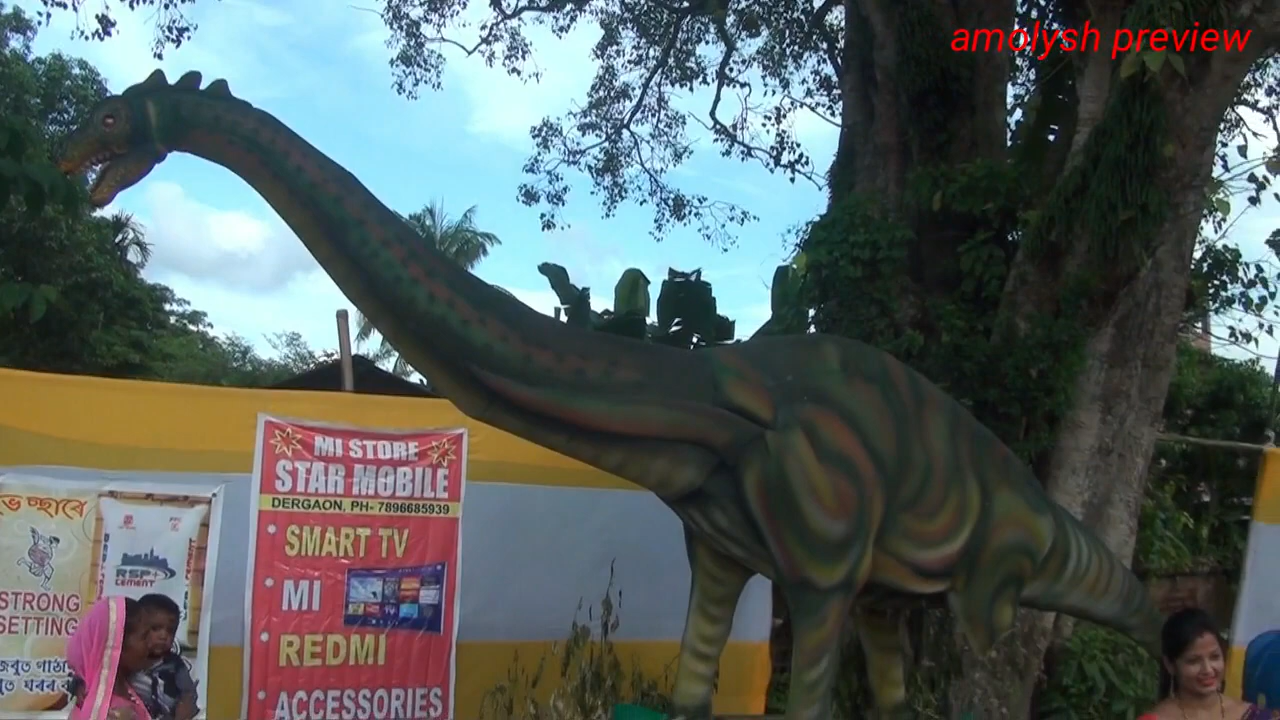 amolysh preview
MI STORE
STAR MOBILE
DERGAON, PH- 7896685939
SMART TV
MI
REDMI
ACCESSORIES
RSP+
CEMENT
STRONG
SETTING